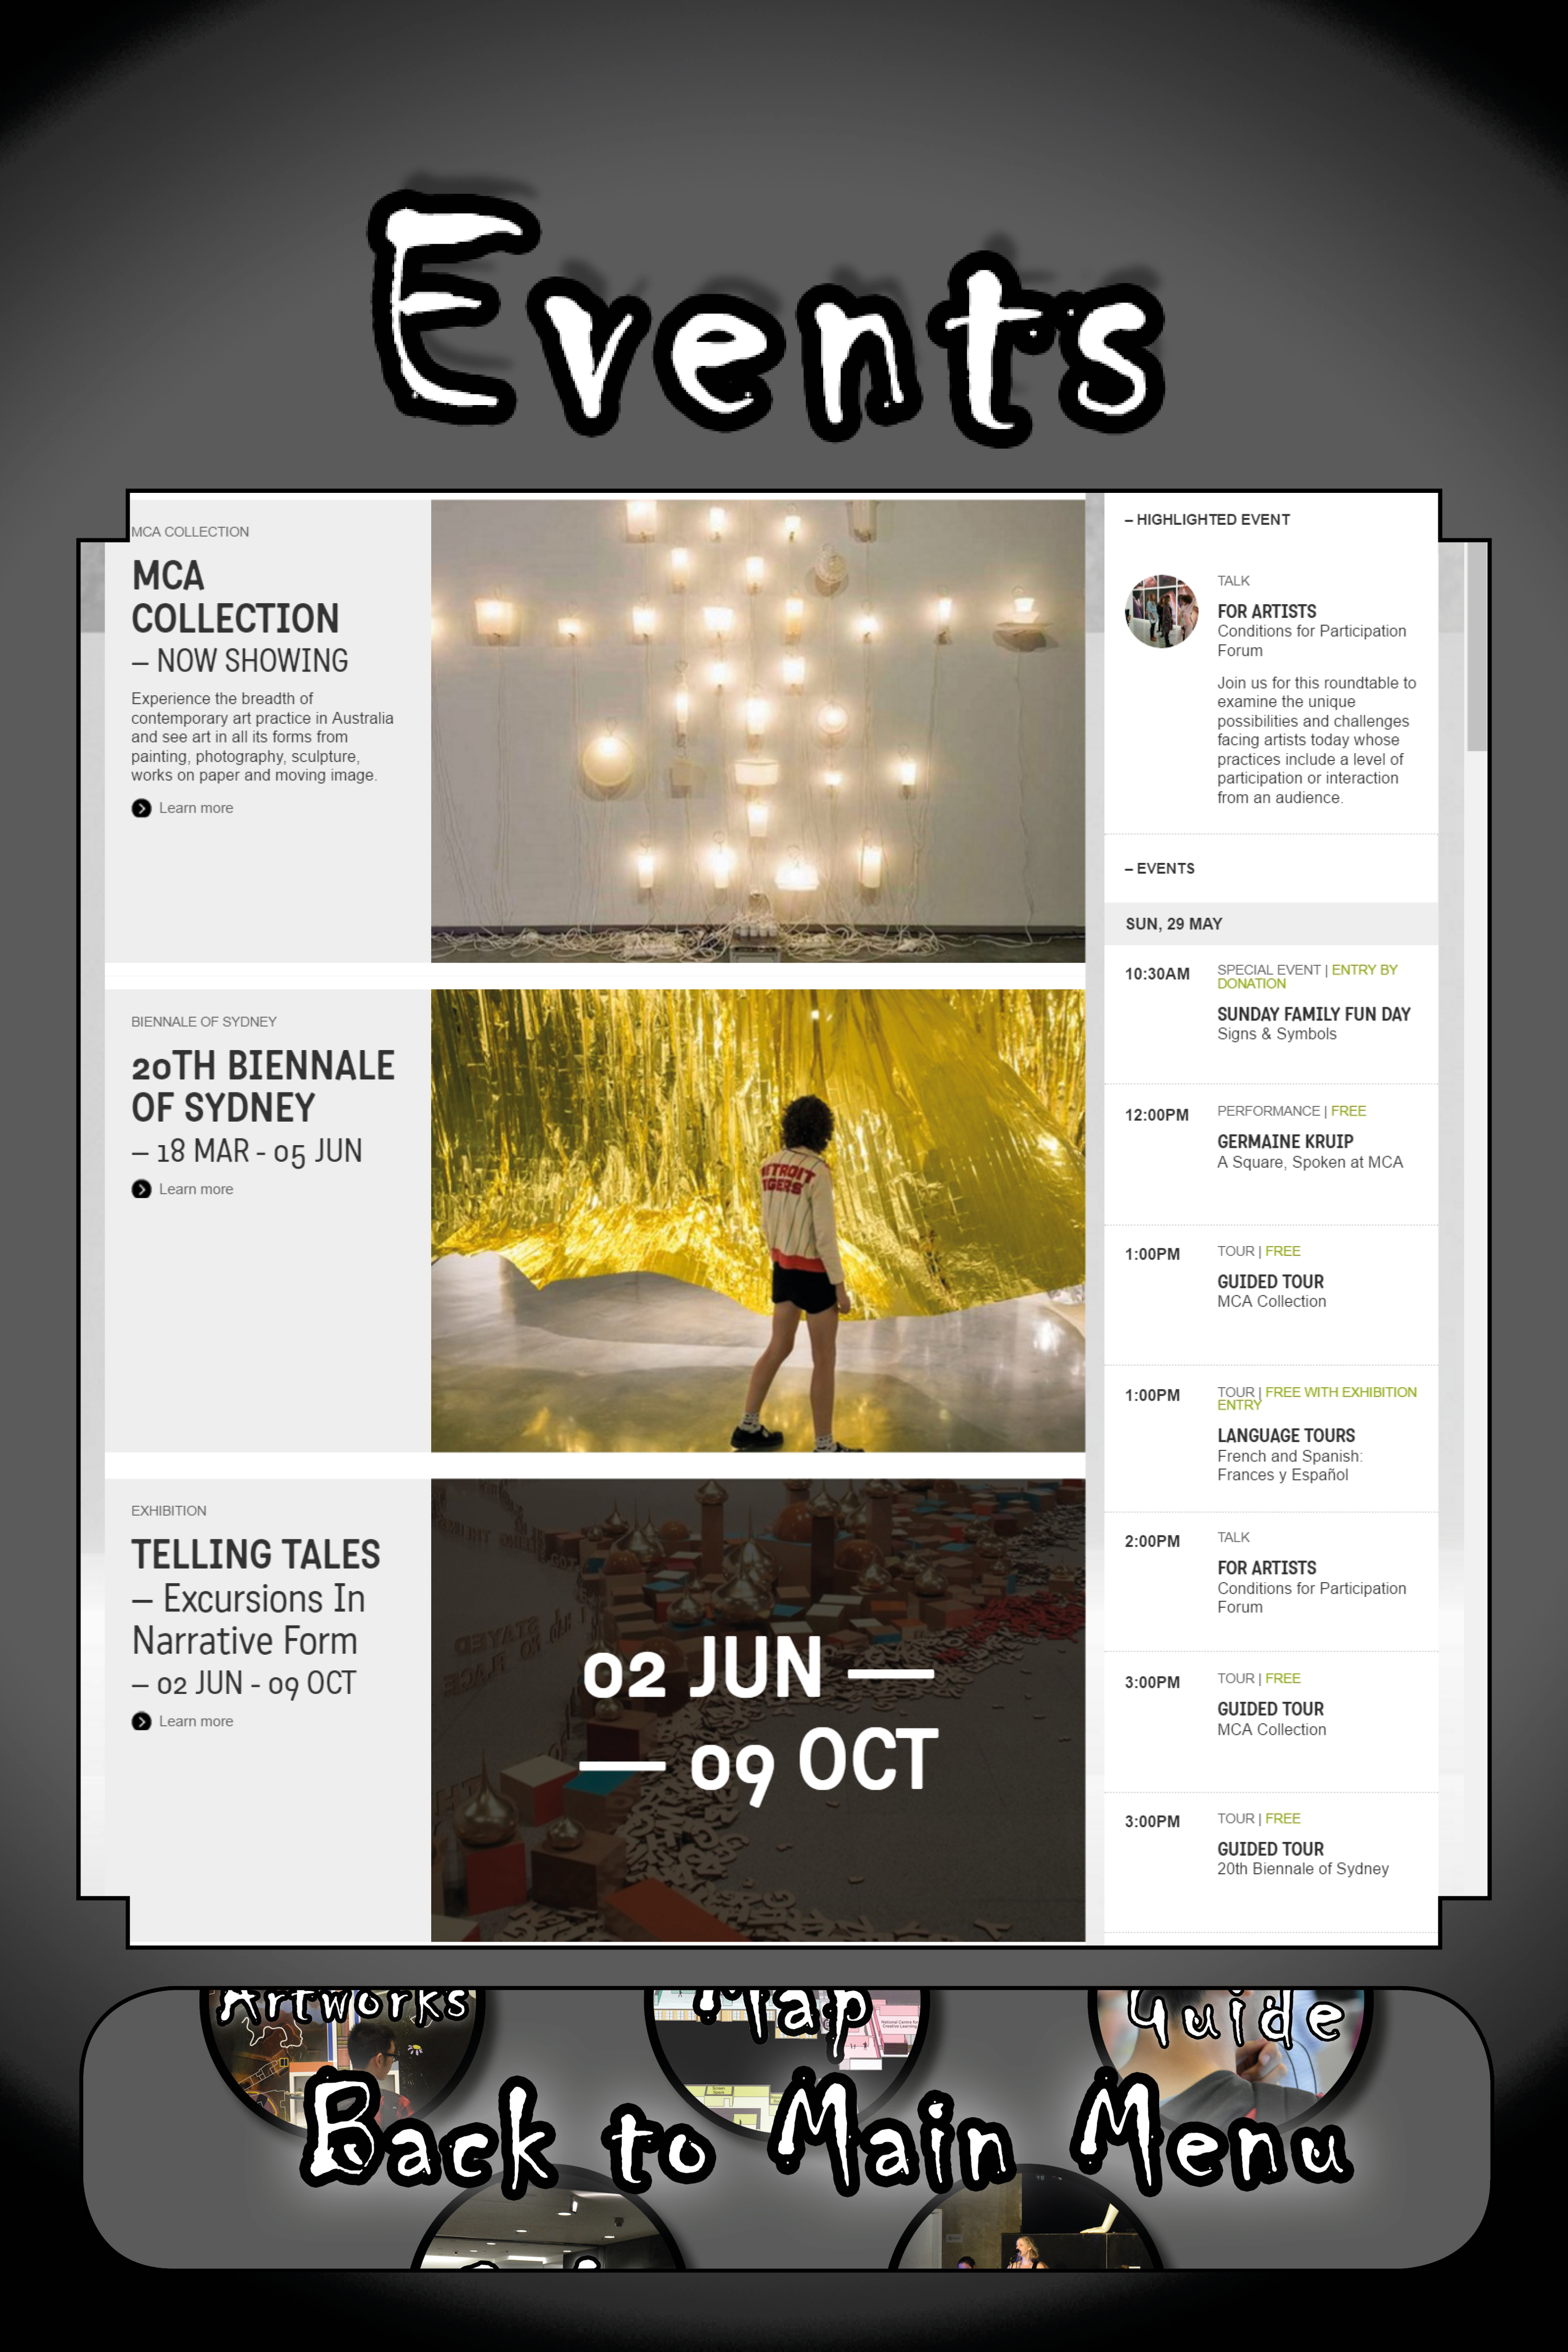 Events
MCA COLLECTION
MCA
COLLECTION
– NOW SHOWING
Experience the breadth of
contemporary art practice in Australia
and see art in all its forms from
painting, photography, sculpture,
works on paper and moving image.
Learn more
BIENNALE OF SYDNEY
20TH BIENNALE
OF SYDNEY
– 18 MAR - 05 JUN
Learn more
DETROIT
TIGERS
EXHIBITION
TELLING TALES
– Excursions In
Narrative Form
– 02 JUN - 09 OCT
Learn more
02 JUN —
— 09 OCT
– HIGHLIGHTED EVENT
TALK
FOR ARTISTS
Conditions for Participation
Forum
Join us for this roundtable to
examine the unique
possibilities and challenges
facing artists today whose
practices include a level of
participation or interaction
from an audience.
– EVENTS
SUN, 29 MAY
10:30AM SPECIAL EVENT | ENTRY BY
DONATION
SUNDAY FAMILY FUN DAY
Signs & Symbols
12:00PM PERFORMANCE | FREE
GERMAINE KRUIP
A Square, Spoken at MCA
1:00PM TOUR | FREE
GUIDED TOUR
MCA Collection
1:00PM TOUR | FREE WITH EXHIBITION
ENTRY
LANGUAGE TOURS
French and Spanish:
Frances y Español
2:00PM TALK
FOR ARTISTS
Conditions for Participation
Forum
3:00PM TOUR | FREE
GUIDED TOUR
MCA Collection
3:00PM TOUR | FREE
GUIDED TOUR
20th Biennale of Sydney
Artworks Map Guide
National Centre for
Creative Learning
Back to Main Menu